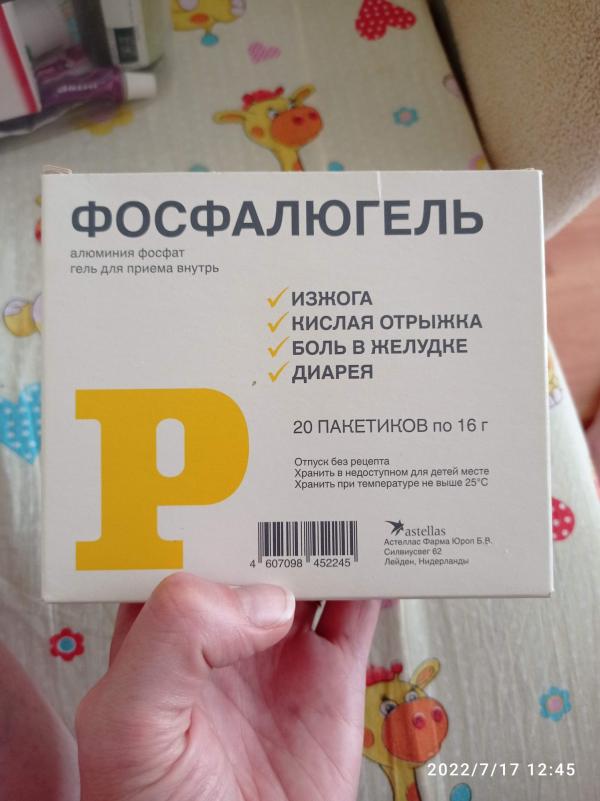 ФОСФАЛЮГЕЛЬ
алюминия фосфат
гель для приема внутрь
ИЗЖОГА
КИСЛАЯ ОТРЫЖКА
БОЛЬ В ЖЕЛУДКЕ
ДИАРЕЯ
P
20 ПАКЕТИКОВ по 16 г
Отпуск без рецепта
Хранить в недоступном для детей месте
Хранить при температуре не выше 25°C
4 607098 452245
astellas
Астеллас Фарма Юроп Б.В.
Силвиусвег 62
Лейден, Нидерланды
2022/7/17 12:45